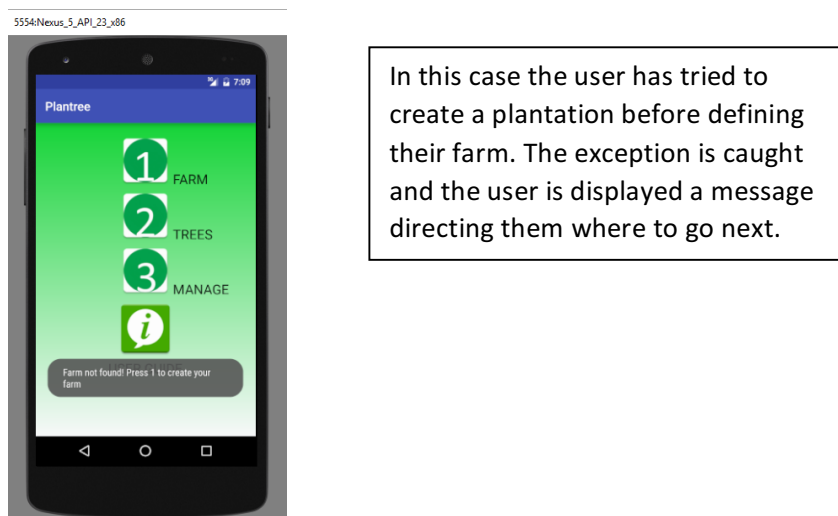 5554:Nexus_5_API_23_x86
7:09
Plantree
1 FARM
2 TREES
3 MANAGE
i
Farm not found! Press 1 to create your
farm
In this case the user has tried to
create a plantation before defining
their farm. The exception is caught
and the user is displayed a message
directing them where to go next.